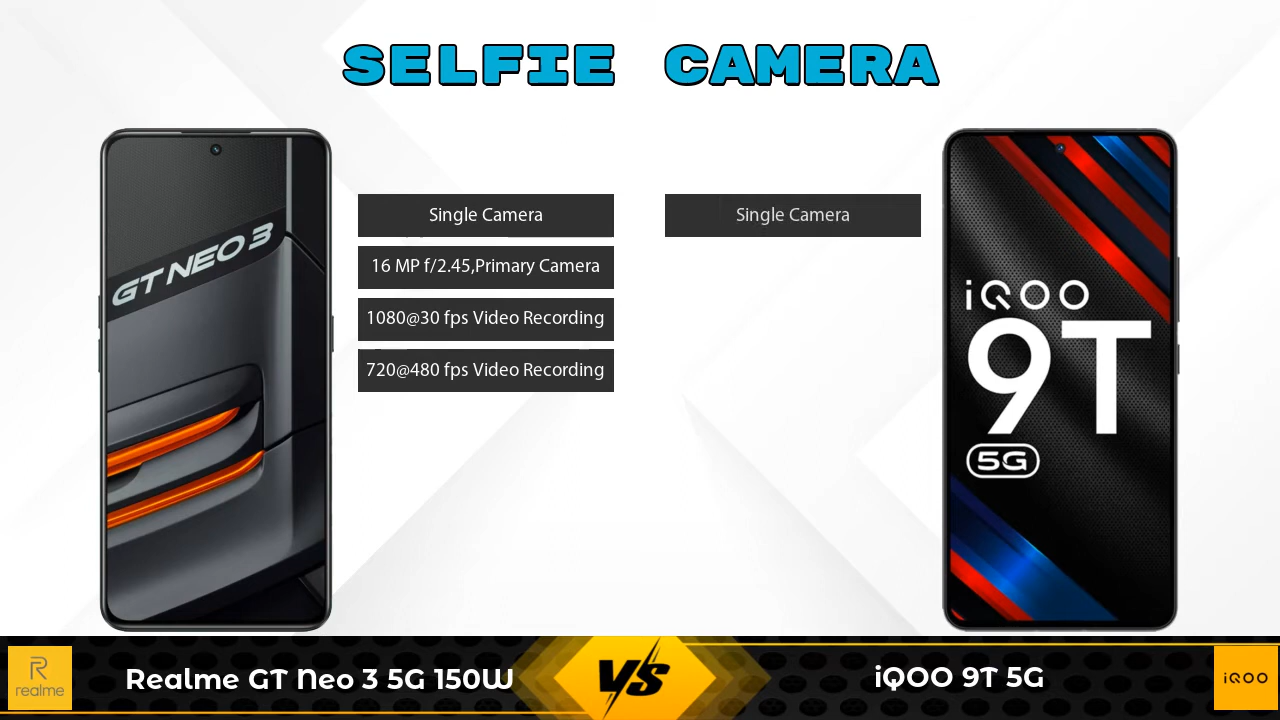 SELFIE CAMERA
GT NEO 3
Single Camera
16 MP f/2.45,Primary Camera
1080@30 fps Video Recording
720@480 fps Video Recording
Single Camera
iQOO
9T
5G
realme
Realme GT Neo 3 5G 150W
VS
iQOO 9T 5G
iQOO